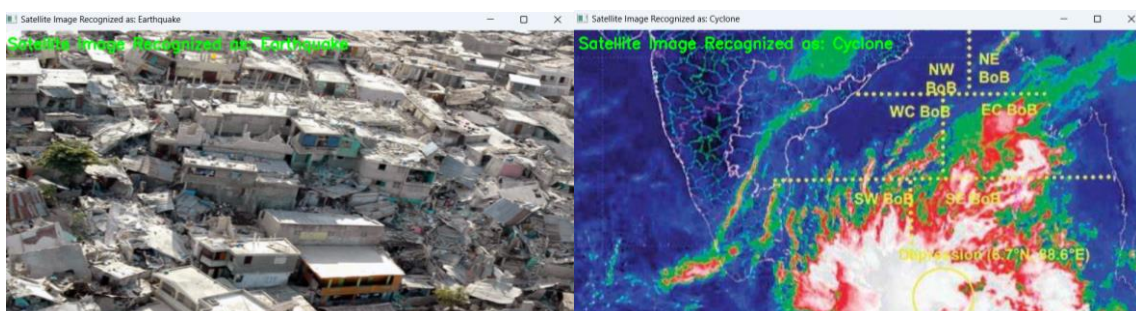 Satellite Image Recognized as: Earthquake
Satellite Image Recognized as: Earthquake
Satellite Image Recognized as: Cyclone
Satellite Image Recognized as: Cyclone
NW
BoB
NE
BoB
WC BoB
EC BoB
SW BoB
SE BoB
Depression (6.7°N, 88.6°E)